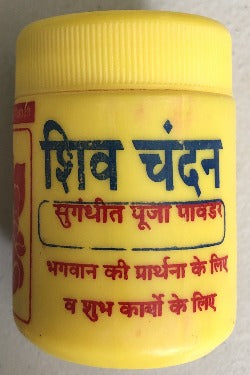 शिव चंदन
सुगंधीत पूजा पावडर
भगवान की प्रार्थना के लिए
व शुभ कार्यो के लिए